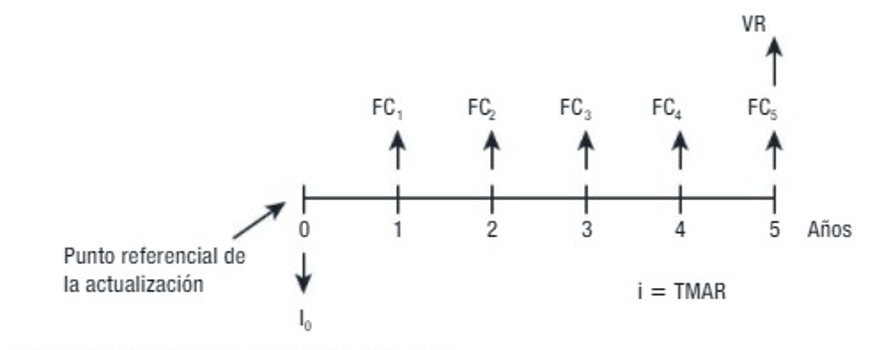 VR
FC₁ FC₂ FC₃ FC₄ FC₅
0 1 2 3 4 5 Años
Punto referencial de
la actualización
i = TMAR
I₀